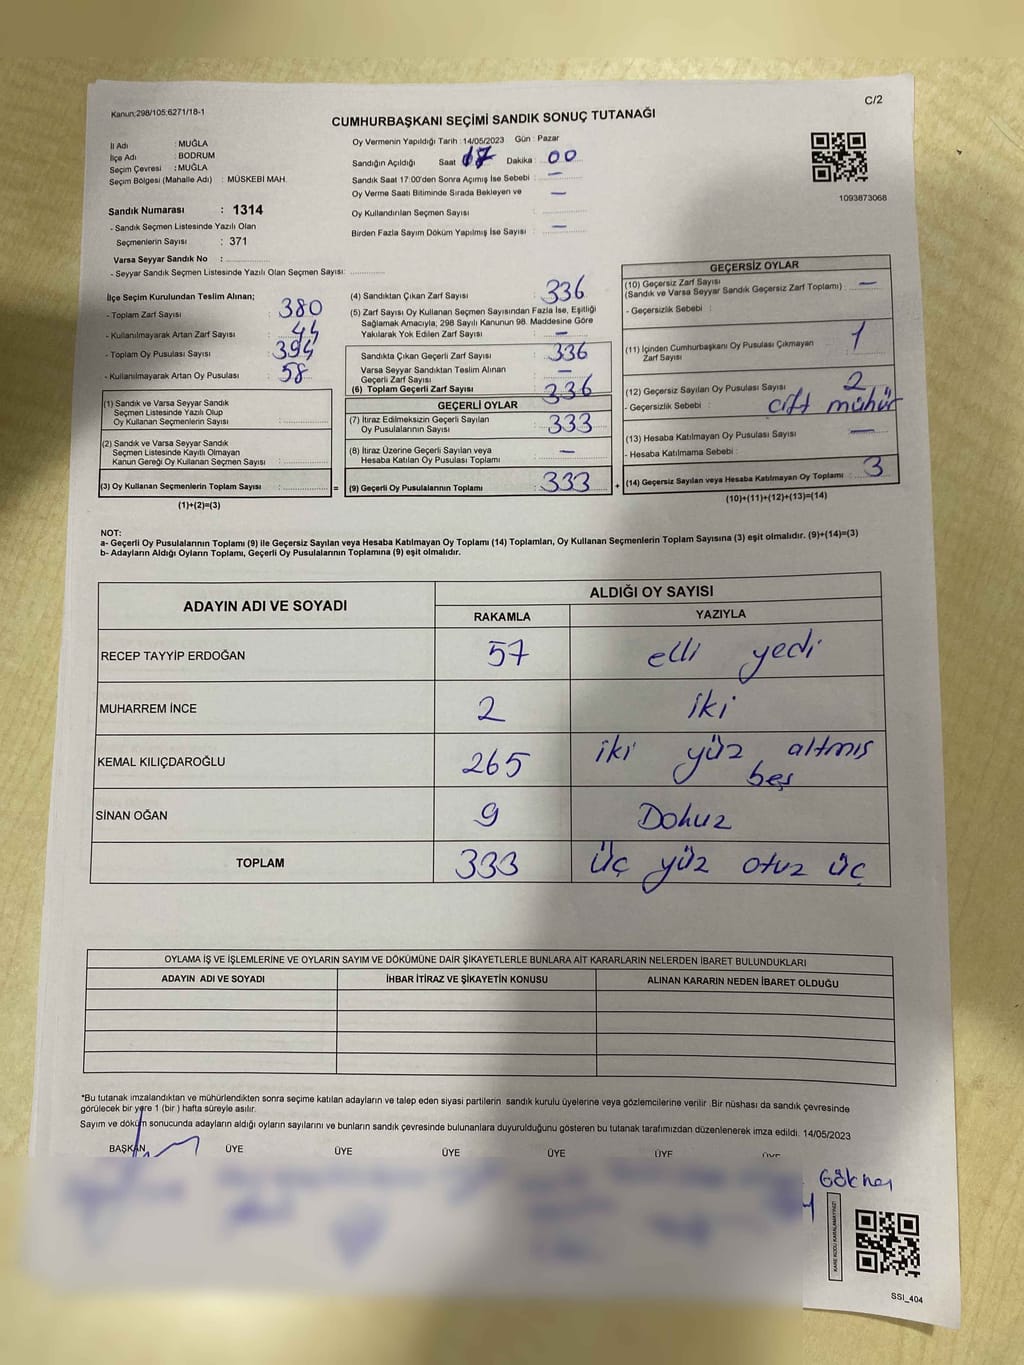 Kanun:298/105:6271/18-1
C/2
CUMHURBAŞKANI SEÇİMİ SANDIK SONUÇ TUTANAĞI
İl Adı : MUĞLA
İlçe Adı : BODRUM
Seçim Çevresi : MUĞLA
Seçim Bölgesi (Mahalle Adı) : MÜSKEBİ MAH.
Sandık Numarası : 1314
- Sandık Seçmen Listesinde Yazılı Olan
Seçmenlerin Sayısı : 371
Varsa Seyyar Sandık No :
- Seyyar Sandık Seçmen Listesinde Yazılı Olan Seçmen Sayısı:
Oy Vermenin Yapıldığı Tarih : 14/05/2023 Gün : Pazar
Sandığın Açıldığı Saat 17 Dakika : 00
Sandık Saat 17:00'den Sonra Açımış İse Sebebi : —
Oy Verme Saati Bitiminde Sırada Bekleyen ve —
Oy Kullandırılan Seçmen Sayısı
Birden Fazla Sayım Döküm Yapılmış İse Sayısı : —
1093873068
İlçe Seçim Kurulundan Teslim Alınan;
- Toplam Zarf Sayısı : 380
- Kullanılmayarak Artan Zarf Sayısı : 44
- Toplam Oy Pusulası Sayısı : 394
- Kullanılmayarak Artan Oy Pusulası : 58
(1) Sandık ve Varsa Seyyar Sandık
Seçmen Listesinde Yazılı Olup
Oy Kullanan Seçmenlerin Sayısı :
(2) Sandık ve Varsa Seyyar Sandık
Seçmen Listesinde Kayıtlı Olmayan
Kanun Gereği Oy Kullanan Seçmen Sayısı :
(3) Oy Kullanan Seçmenlerin Toplam Sayısı :
(1)+(2)=(3)
(4) Sandıktan Çıkan Zarf Sayısı : 336
(5) Zarf Sayısı Oy Kullanan Seçmen Sayısından Fazla İse, Eşitliği
Sağlamak Amacıyla, 298 Sayılı Kanunun 98. Maddesine Göre
Yakılarak Yok Edilen Zarf Sayısı : —
Sandıkta Çıkan Geçerli Zarf Sayısı : 336
Varsa Seyyar Sandıktan Teslim Alınan
Geçerli Zarf Sayısı : —
(6) Toplam Geçerli Zarf Sayısı : 336
GEÇERLİ OYLAR
(7) İtiraz Edilmeksizin Geçerli Sayılan
Oy Pusulalarının Sayısı : 333
(8) İtiraz Üzerine Geçerli Sayılan veya
Hesaba Katılan Oy Pusulası Toplamı : —
= (9) Geçerli Oy Pusulalarının Toplamı : 333 +
GEÇERSİZ OYLAR
(10) Geçersiz Zarf Sayısı
(Sandık ve Varsa Seyyar Sandık Geçersiz Zarf Toplamı) : —
- Geçersizlik Sebebi :
(11) İçinden Cumhurbaşkanı Oy Pusulası Çıkmayan
Zarf Sayısı : 1
(12) Geçersiz Sayılan Oy Pusulası Sayısı : 2
- Geçersizlik Sebebi : çift mühür
(13) Hesaba Katılmayan Oy Pusulası Sayısı : —
- Hesaba Katılmama Sebebi :
(14) Geçersiz Sayılan veya Hesaba Katılmayan Oy Toplamı : 3
(10)+(11)+(12)+(13)=(14)
NOT:
a- Geçerli Oy Pusulalarının Toplamı (9) ile Geçersiz Sayılan veya Hesaba Katılmayan Oy Toplamı (14) Toplamları, Oy Kullanan Seçmenlerin Toplam Sayısına (3) eşit olmalıdır. (9)+(14)=(3)
b- Adayların Aldığı Oyların Toplamı, Geçerli Oy Pusulalarının Toplamına (9) eşit olmalıdır.
ADAYIN ADI VE SOYADI ALDIĞI OY SAYISI
RAKAMLA YAZIYLA
RECEP TAYYİP ERDOĞAN 57 elli yedi
MUHARREM İNCE 2 iki
KEMAL KILIÇDAROĞLU 265 iki yüz altmış
beş
SİNAN OĞAN 9 Dokuz
TOPLAM 333 üç yüz otuz üç
OYLAMA İŞ VE İŞLEMLERİNE VE OYLARIN SAYIM VE DÖKÜMÜNE DAİR ŞİKAYETLERLE BUNLARA AİT KARARLARIN NELERDEN İBARET BULUNDUKLARI
ADAYIN ADI VE SOYADI İHBAR İTİRAZ VE ŞİKAYETİN KONUSU ALINAN KARARIN NEDEN İBARET OLDUĞU
*Bu tutanak imzalandıktan ve mühürlendikten sonra seçime katılan adayların ve talep eden siyasi partilerin sandık kurulu üyelerine veya gözlemcilerine verilir .Bir nüshası da sandık çevresinde
görülecek bir yere 1 (bir ) hafta süreyle asılır.
Sayım ve döküm sonucunda adayların aldığı oyların sayılarını ve bunların sandık çevresinde bulunanlara duyurulduğunu gösteren bu tutanak tarafımızdan düzenlenerek imza edildi. 14/05/2023
BAŞKAN ÜYE ÜYE ÜYE ÜYE ÜYE
KARE KODU KARALAMAYINIZ!
SSI_404